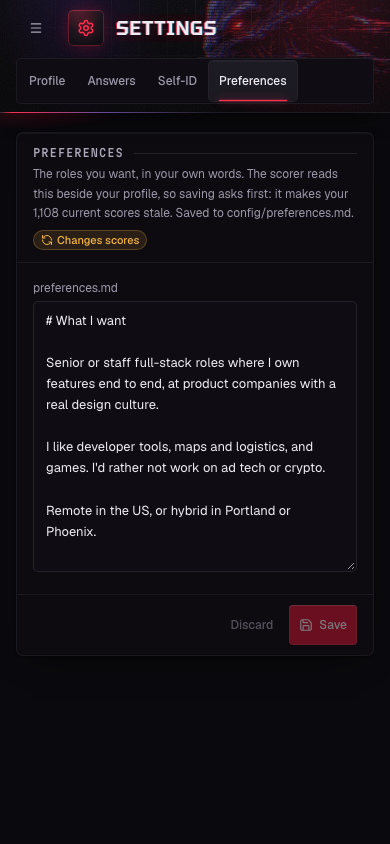 SETTINGS
Profile Answers Self-ID Preferences
PREFERENCES
The roles you want, in your own words. The scorer reads
this beside your profile, so saving asks first: it makes your
1,108 current scores stale. Saved to config/preferences.md.
Changes scores
preferences.md
# What I want
Senior or staff full-stack roles where I own
features end to end, at product companies with a
real design culture.
I like developer tools, maps and logistics, and
games. I'd rather not work on ad tech or crypto.
Remote in the US, or hybrid in Portland or
Phoenix.
Discard Save